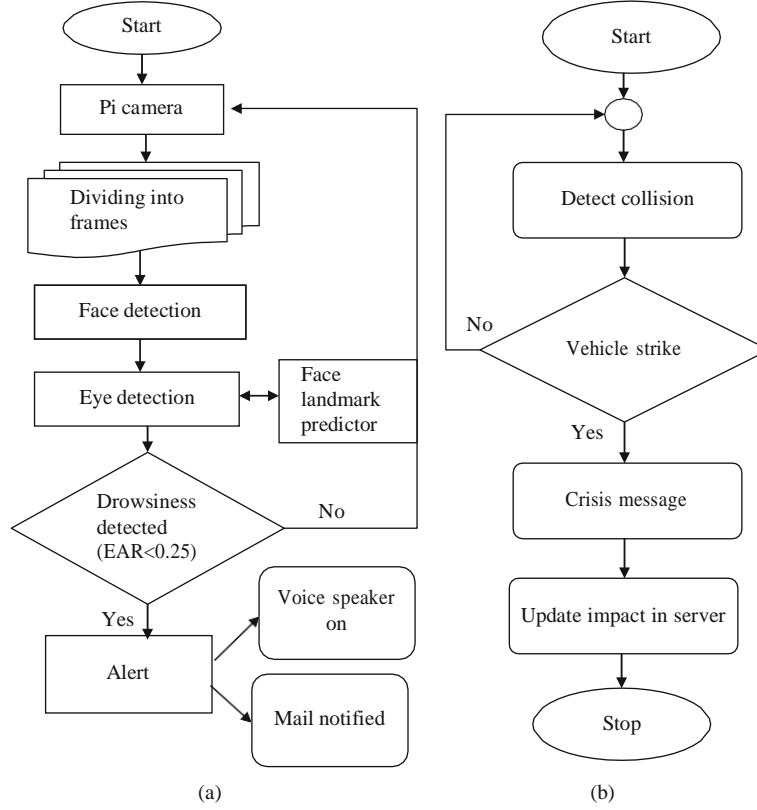 Start
Pi camera
Dividing into
frames
Face detection
Eye detection
Face
landmark
predictor
Drowsiness
detected
(EAR<0.25)
No
Yes
Alert
Voice speaker
on
Mail notified
(a)
Start
Detect collision
No
Vehicle strike
Yes
Crisis message
Update impact in server
Stop
(b)